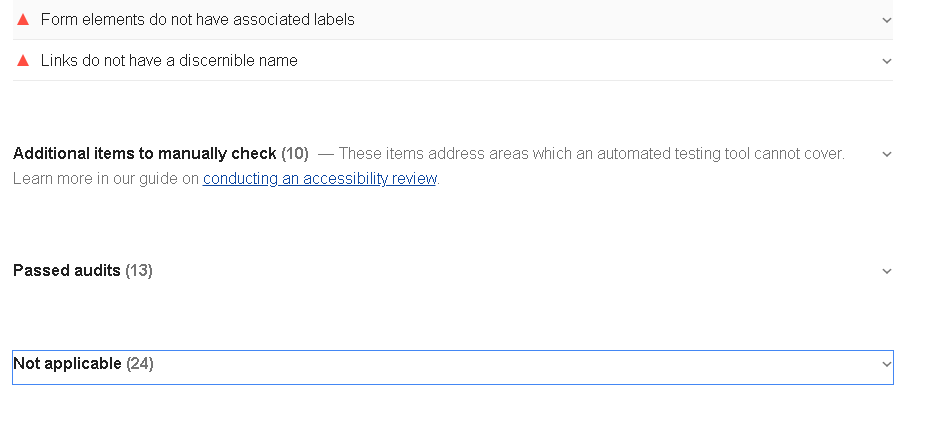 Form elements do not have associated labels
Links do not have a discernible name
Additional items to manually check (10) — These items address areas which an automated testing tool cannot cover.
Learn more in our guide on conducting an accessibility review.
Passed audits (13)
Not applicable (24)